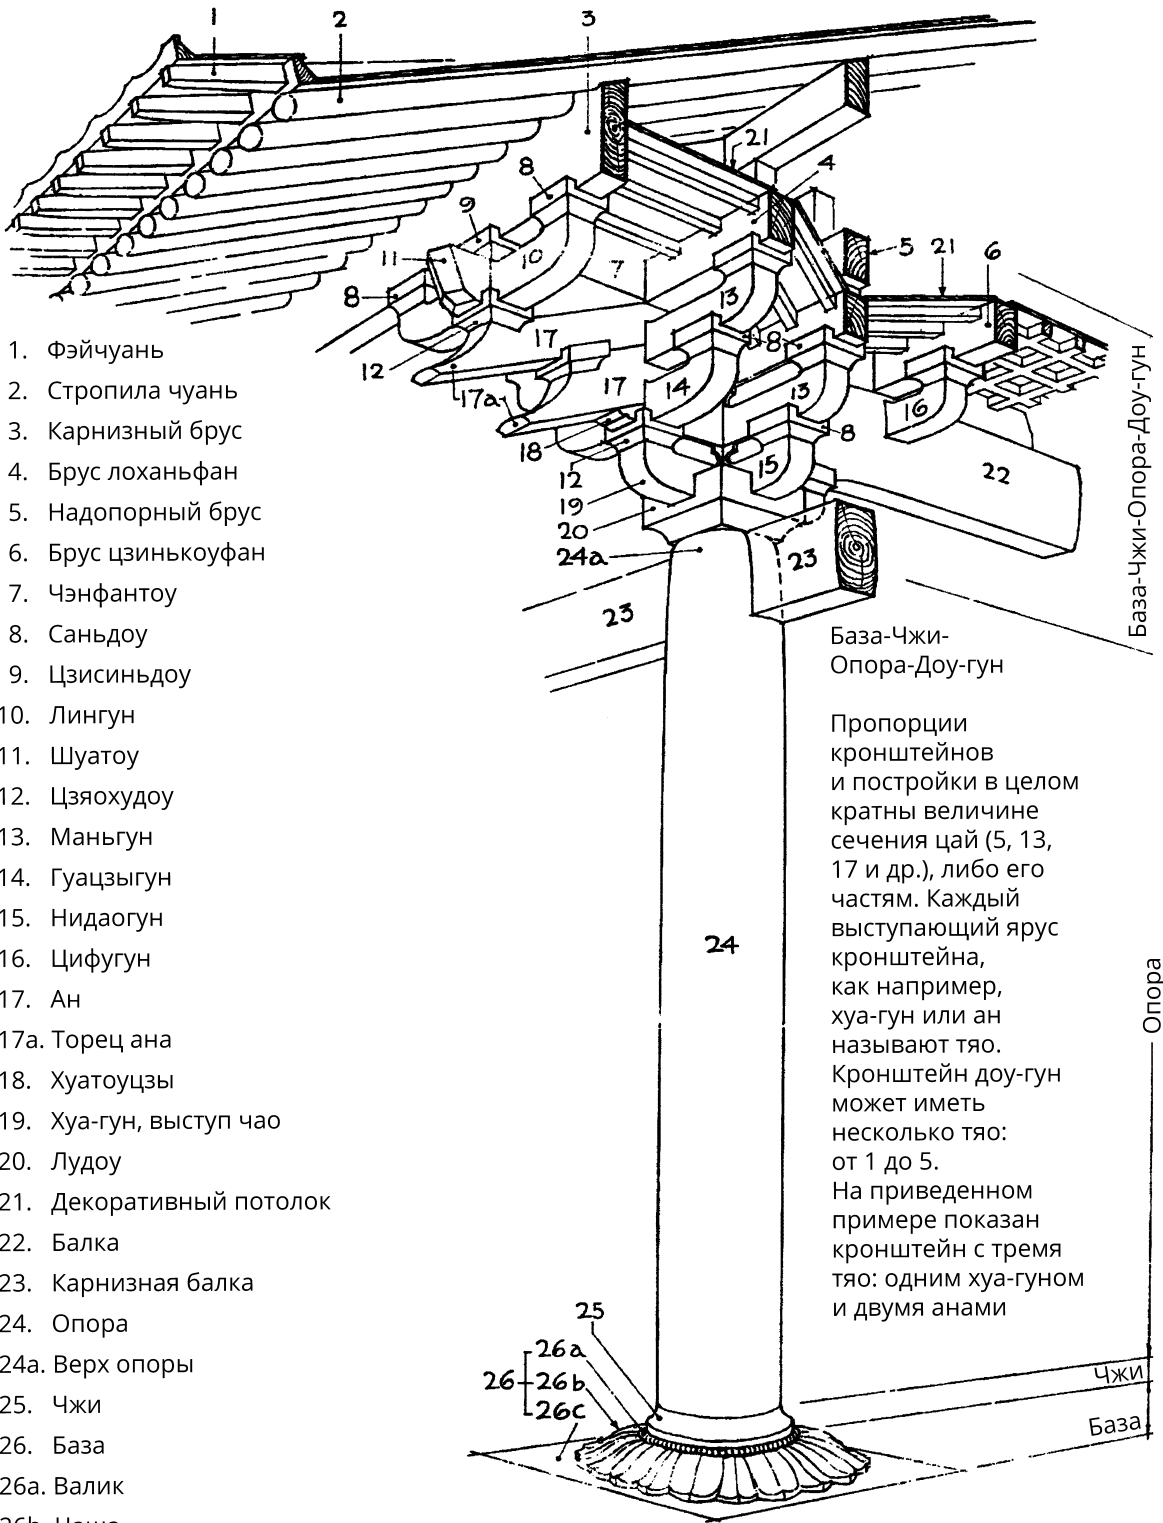 1
2
3
21
4
8
9
11
10
7
5
21
6
8
13
17
12
8
17
14
13
16
17a
18
8
15
22
12
19
20
24a
23
23
24
25
26a
26
26b
26c
1. Фэйчуань
2. Стропила чуань
3. Карнизный брус
4. Брус лоханьфан
5. Надопорный брус
6. Брус цзинькоуфан
7. Чэнфантоу
8. Саньдоу
9. Цзисиньдоу
10. Лингун
11. Шуатоу
12. Цзяохудоу
13. Маньгун
14. Гуацзыгун
15. Нидаогун
16. Цифугун
17. Ан
17а. Торец ана
18. Хуатоуцзы
19. Хуа-гун, выступ чао
20. Лудоу
21. Декоративный потолок
22. Балка
23. Карнизная балка
24. Опора
24а. Верх опоры
25. Чжи
26. База
26а. Валик
База-Чжи-
Опора-Доу-гун
Пропорции
кронштейнов
и постройки в целом
кратны величине
сечения цай (5, 13,
17 и др.), либо его
частям. Каждый
выступающий ярус
кронштейна,
как например,
хуа-гун или ан
называют тяо.
Кронштейн доу-гун
может иметь
несколько тяо:
от 1 до 5.
На приведенном
примере показан
кронштейн с тремя
тяо: одним хуа-гуном
и двумя анами
База-Чжи-Опора-Доу-гун
Опора
Чжи
База